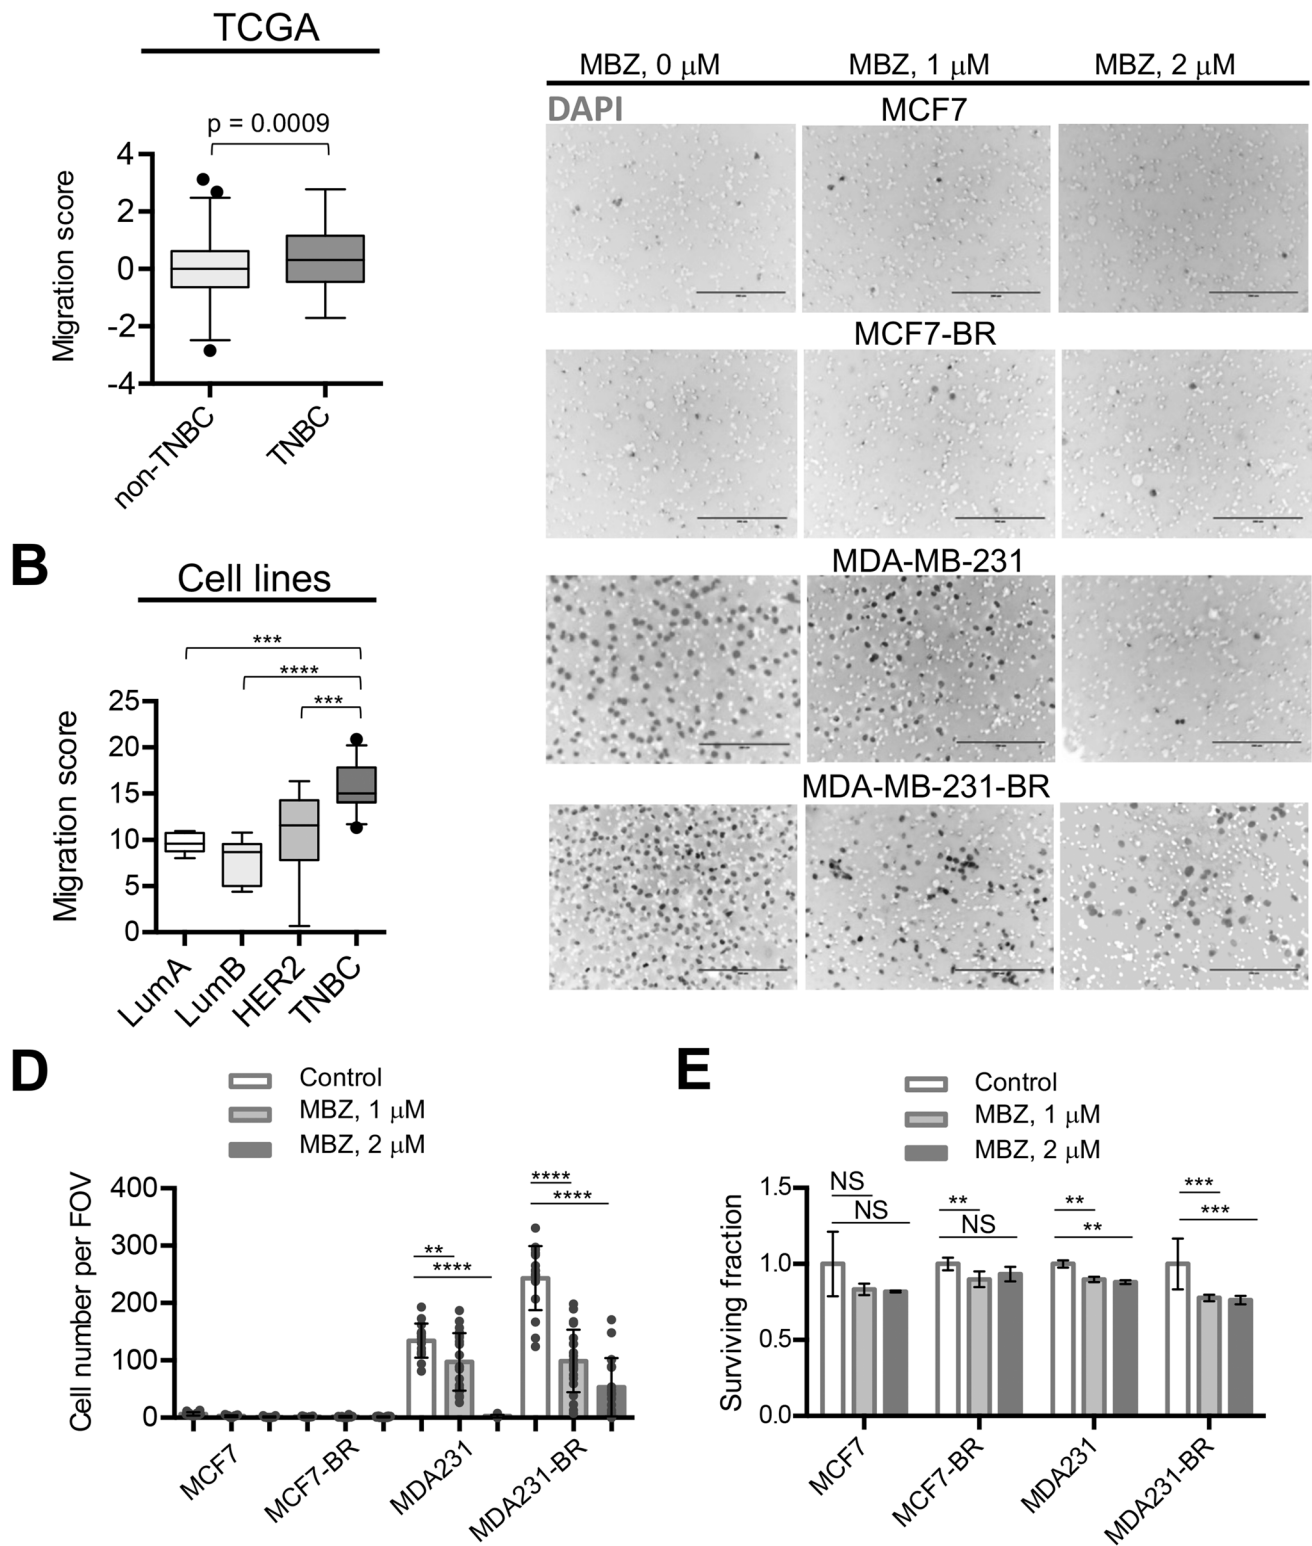 TCGA
p = 0.0009
Migration score
4
2
0
-2
-4
non-TNBC
TNBC
MBZ, 0 μM
MBZ, 1 μM
MBZ, 2 μM
DAPI
MCF7
MCF7-BR
MDA-MB-231
MDA-MB-231-BR
B
Cell lines
***
****
***
Migration score
25
20
15
10
5
0
LumA
LumB
HER2
TNBC
D
Control
MBZ, 1 μM
MBZ, 2 μM
Cell number per FOV
400
300
200
100
0
**
****
****
****
MCF7
MCF7-BR
MDA231
MDA231-BR
E
Control
MBZ, 1 μM
MBZ, 2 μM
Surviving fraction
1.5
1.0
0.5
0.0
NS
NS
**
NS
**
**
***
***
MCF7
MCF7-BR
MDA231
MDA231-BR